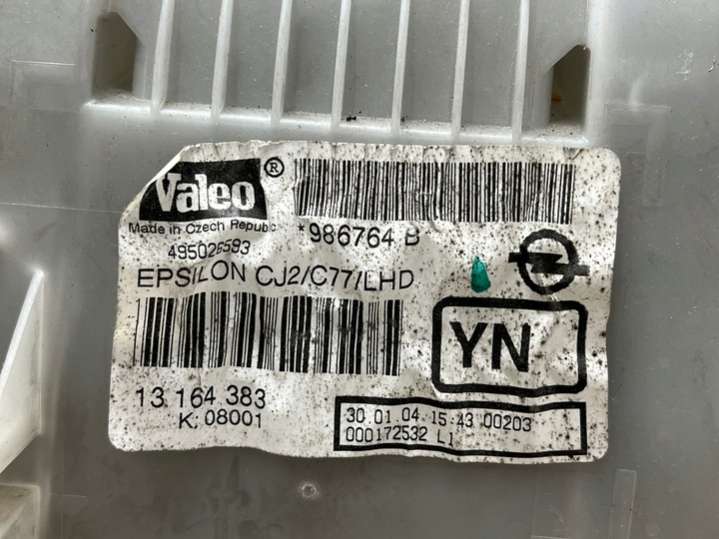 Valeo ®
Made in Czech Republic
495026593
*986764 B
EPSILON CJ2/C77/LHD
YN
13 164 383
K: 08001
30 01 04 15:43 00203
000172532 L1